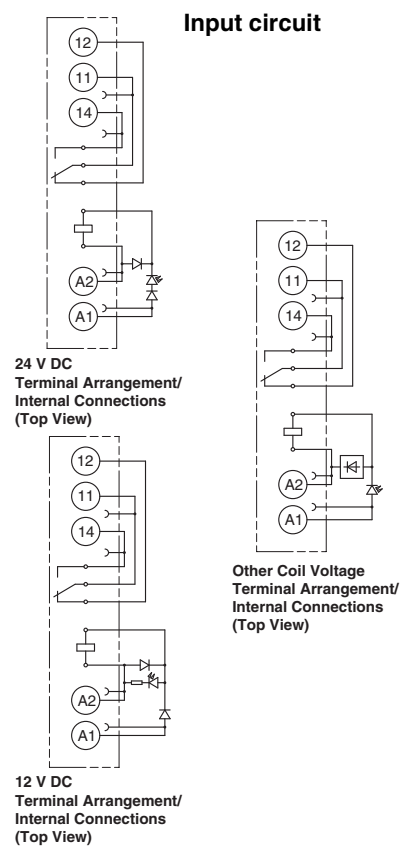 Input circuit
12
11
14
A2
A1
24 V DC
Terminal Arrangement/
Internal Connections
(Top View)
12
11
14
A2
A1
Other Coil Voltage
Terminal Arrangement/
Internal Connections
(Top View)
12
11
14
A2
A1
12 V DC
Terminal Arrangement/
Internal Connections
(Top View)